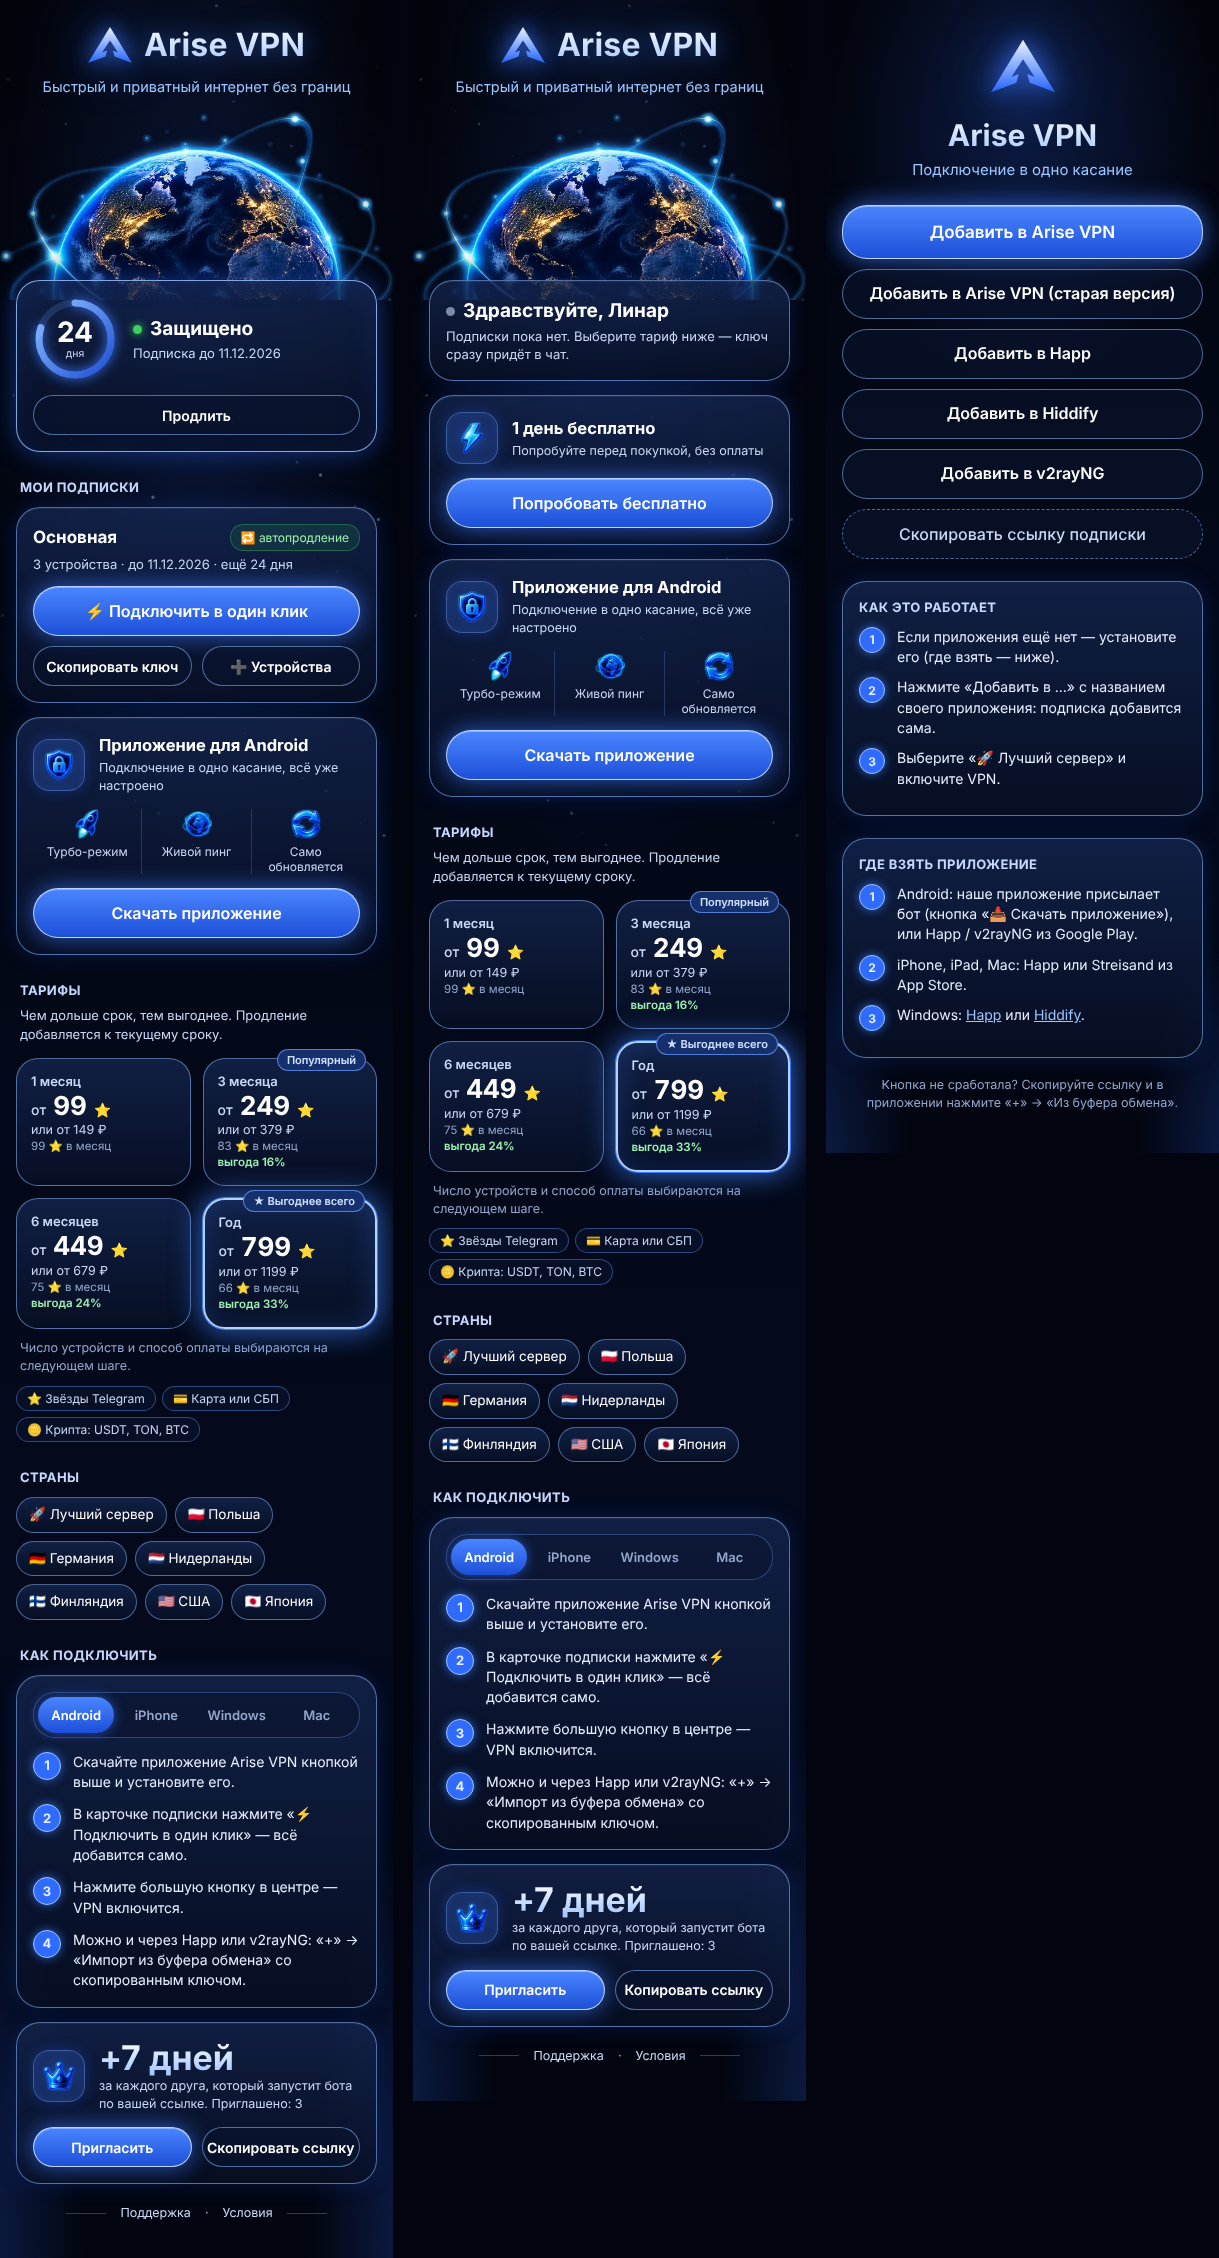 Arise VPN
Быстрый и приватный интернет без границ
24
дня
Защищено
Подписка до 11.12.2026
Продлить
МОИ ПОДПИСКИ
Основная
🔁 автопродление
3 устройства · до 11.12.2026 · ещё 24 дня
⚡ Подключить в один клик
Скопировать ключ
➕ Устройства
Приложение для Android
Подключение в одно касание, всё уже
настроено
Турбо-режим
Живой пинг
Само
обновляется
Скачать приложение
ТАРИФЫ
Чем дольше срок, тем выгоднее. Продление
добавляется к текущему сроку.
1 месяц
от 99 ⭐
или от 149 ₽
99 ⭐ в месяц
Популярный
3 месяца
от 249 ⭐
или от 379 ₽
83 ⭐ в месяц
выгода 16%
6 месяцев
от 449 ⭐
или от 679 ₽
75 ⭐ в месяц
выгода 24%
★ Выгоднее всего
Год
от 799 ⭐
или от 1199 ₽
66 ⭐ в месяц
выгода 33%
Число устройств и способ оплаты выбираются на
следующем шаге.
⭐ Звёзды Telegram
💳 Карта или СБП
🪙 Крипта: USDT, TON, BTC
СТРАНЫ
🚀 Лучший сервер
🇵🇱 Польша
🇩🇪 Германия
🇳🇱 Нидерланды
🇫🇮 Финляндия
🇺🇸 США
🇯🇵 Япония
КАК ПОДКЛЮЧИТЬ
Android
iPhone
Windows
Mac
1 Скачайте приложение Arise VPN кнопкой
выше и установите его.
2 В карточке подписки нажмите «⚡
Подключить в один клик» — всё
добавится само.
3 Нажмите большую кнопку в центре —
VPN включится.
4 Можно и через Happ или v2rayNG: «+» →
«Импорт из буфера обмена» со
скопированным ключом.
+7 дней
за каждого друга, который запустит бота
по вашей ссылке. Приглашено: 3
Пригласить
Скопировать ссылку
Поддержка · Условия
Arise VPN
Быстрый и приватный интернет без границ
Здравствуйте, Линар
Подписки пока нет. Выберите тариф ниже — ключ
сразу придёт в чат.
1 день бесплатно
Попробуйте перед покупкой, без оплаты
Попробовать бесплатно
Приложение для Android
Подключение в одно касание, всё уже
настроено
Турбо-режим
Живой пинг
Само
обновляется
Скачать приложение
ТАРИФЫ
Чем дольше срок, тем выгоднее. Продление
добавляется к текущему сроку.
1 месяц
от 99 ⭐
или от 149 ₽
99 ⭐ в месяц
Популярный
3 месяца
от 249 ⭐
или от 379 ₽
83 ⭐ в месяц
выгода 16%
6 месяцев
от 449 ⭐
или от 679 ₽
75 ⭐ в месяц
выгода 24%
★ Выгоднее всего
Год
от 799 ⭐
или от 1199 ₽
66 ⭐ в месяц
выгода 33%
Число устройств и способ оплаты выбираются на
следующем шаге.
⭐ Звёзды Telegram
💳 Карта или СБП
🪙 Крипта: USDT, TON, BTC
СТРАНЫ
🚀 Лучший сервер
🇵🇱 Польша
🇩🇪 Германия
🇳🇱 Нидерланды
🇫🇮 Финляндия
🇺🇸 США
🇯🇵 Япония
КАК ПОДКЛЮЧИТЬ
Android
iPhone
Windows
Mac
1 Скачайте приложение Arise VPN кнопкой
выше и установите его.
2 В карточке подписки нажмите «⚡
Подключить в один клик» — всё
добавится само.
3 Нажмите большую кнопку в центре —
VPN включится.
4 Можно и через Happ или v2rayNG: «+» →
«Импорт из буфера обмена» со
скопированным ключом.
+7 дней
за каждого друга, который запустит бота
по вашей ссылке. Приглашено: 3
Пригласить
Копировать ссылку
Поддержка · Условия
Arise VPN
Подключение в одно касание
Добавить в Arise VPN
Добавить в Arise VPN (старая версия)
Добавить в Happ
Добавить в Hiddify
Добавить в v2rayNG
Скопировать ссылку подписки
КАК ЭТО РАБОТАЕТ
1 Если приложения ещё нет — установите
его (где взять — ниже).
2 Нажмите «Добавить в ...» с названием
своего приложения: подписка добавится
сама.
3 Выберите «🚀 Лучший сервер» и
включите VPN.
ГДЕ ВЗЯТЬ ПРИЛОЖЕНИЕ
1 Android: наше приложение присылает
бот (кнопка «📥 Скачать приложение»),
или Happ / v2rayNG из Google Play.
2 iPhone, iPad, Mac: Happ или Streisand из
App Store.
3 Windows: Happ или Hiddify.
Кнопка не сработала? Скопируйте ссылку и в
приложении нажмите «+» → «Из буфера обмена».